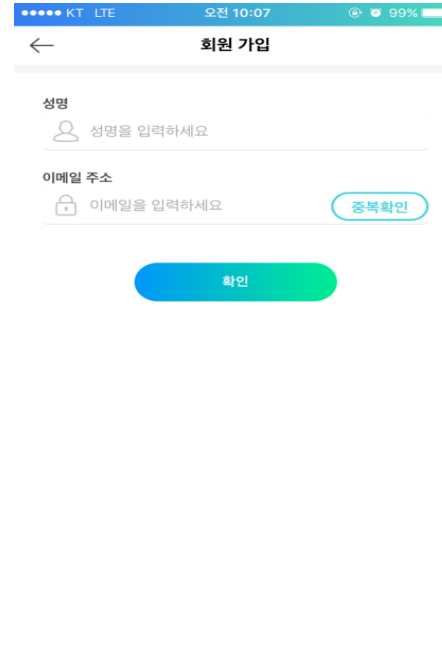 KT LTE 오전 10:07 99%
회원 가입
성명
성명을 입력하세요
이메일 주소
이메일을 입력하세요 중복확인
확인